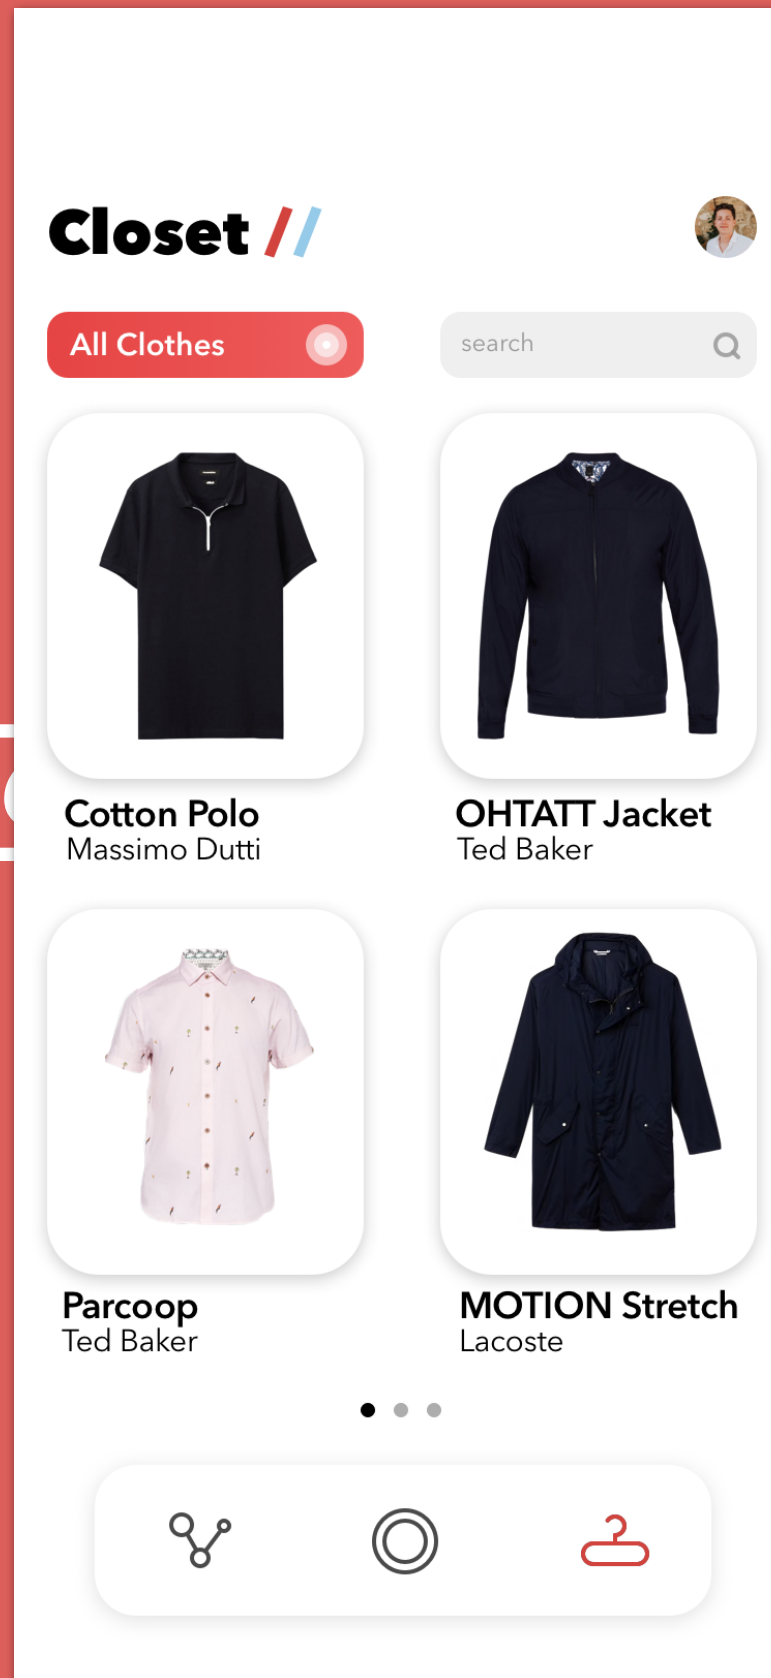 Closet //
All Clothes
search
Cotton Polo
Massimo Dutti
OHTATT Jacket
Ted Baker
Parcoop
Ted Baker
MOTION Stretch
Lacoste